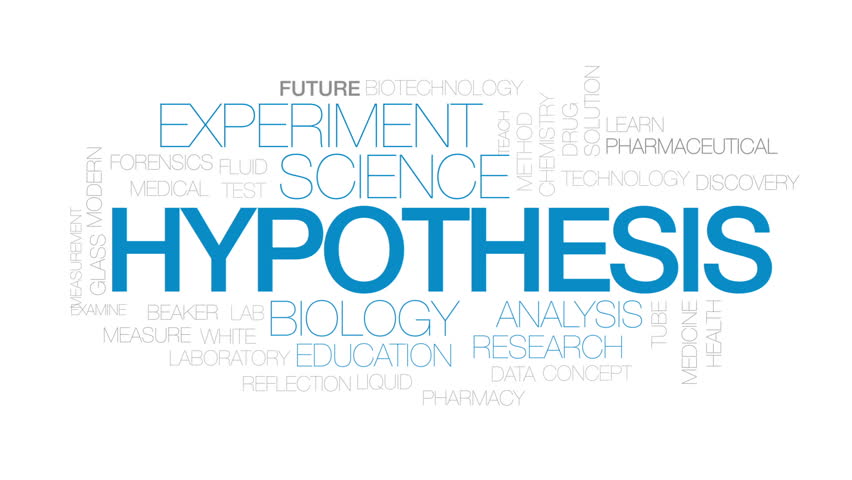 FUTURE BIOTECHNOLOGY
EXPERIMENT
TEACH
METHOD
CHEMISTRY
DRUG
SOLUTION
LEARN
PHARMACEUTICAL
FORENSICS FLUID
SCIENCE
MEDICAL TEST
TECHNOLOGY DISCOVERY
MEASUREMENT
GLASS MODERN
HYPOTHESIS
EXAMINE
BEAKER LAB
BIOLOGY
ANALYSIS
TUBE
MEDICINE
HEALTH
MEASURE WHITE
LABORATORY EDUCATION
RESEARCH
REFLECTION LIQUID
DATA CONCEPT
PHARMACY